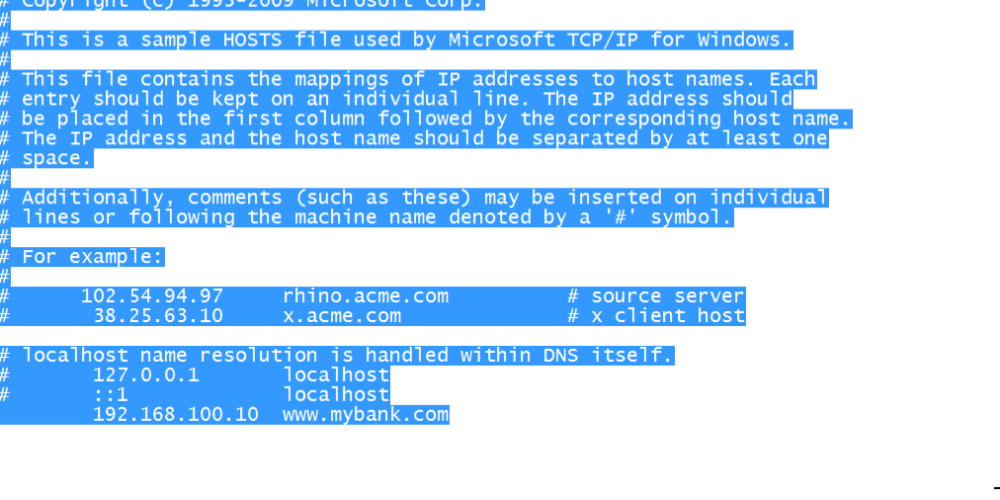 # Copyright (c) 1993-2009 Microsoft Corp.
#
# This is a sample HOSTS file used by Microsoft TCP/IP for Windows.
#
# This file contains the mappings of IP addresses to host names. Each
# entry should be kept on an individual line. The IP address should
# be placed in the first column followed by the corresponding host name.
# The IP address and the host name should be separated by at least one
# space.
#
# Additionally, comments (such as these) may be inserted on individual
# lines or following the machine name denoted by a '#' symbol.
#
# For example:
#
#      102.54.94.97     rhino.acme.com          # source server
#       38.25.63.10     x.acme.com              # x client host

# localhost name resolution is handled within DNS itself.
#       127.0.0.1       localhost
#       ::1             localhost
        192.168.100.10  www.mybank.com